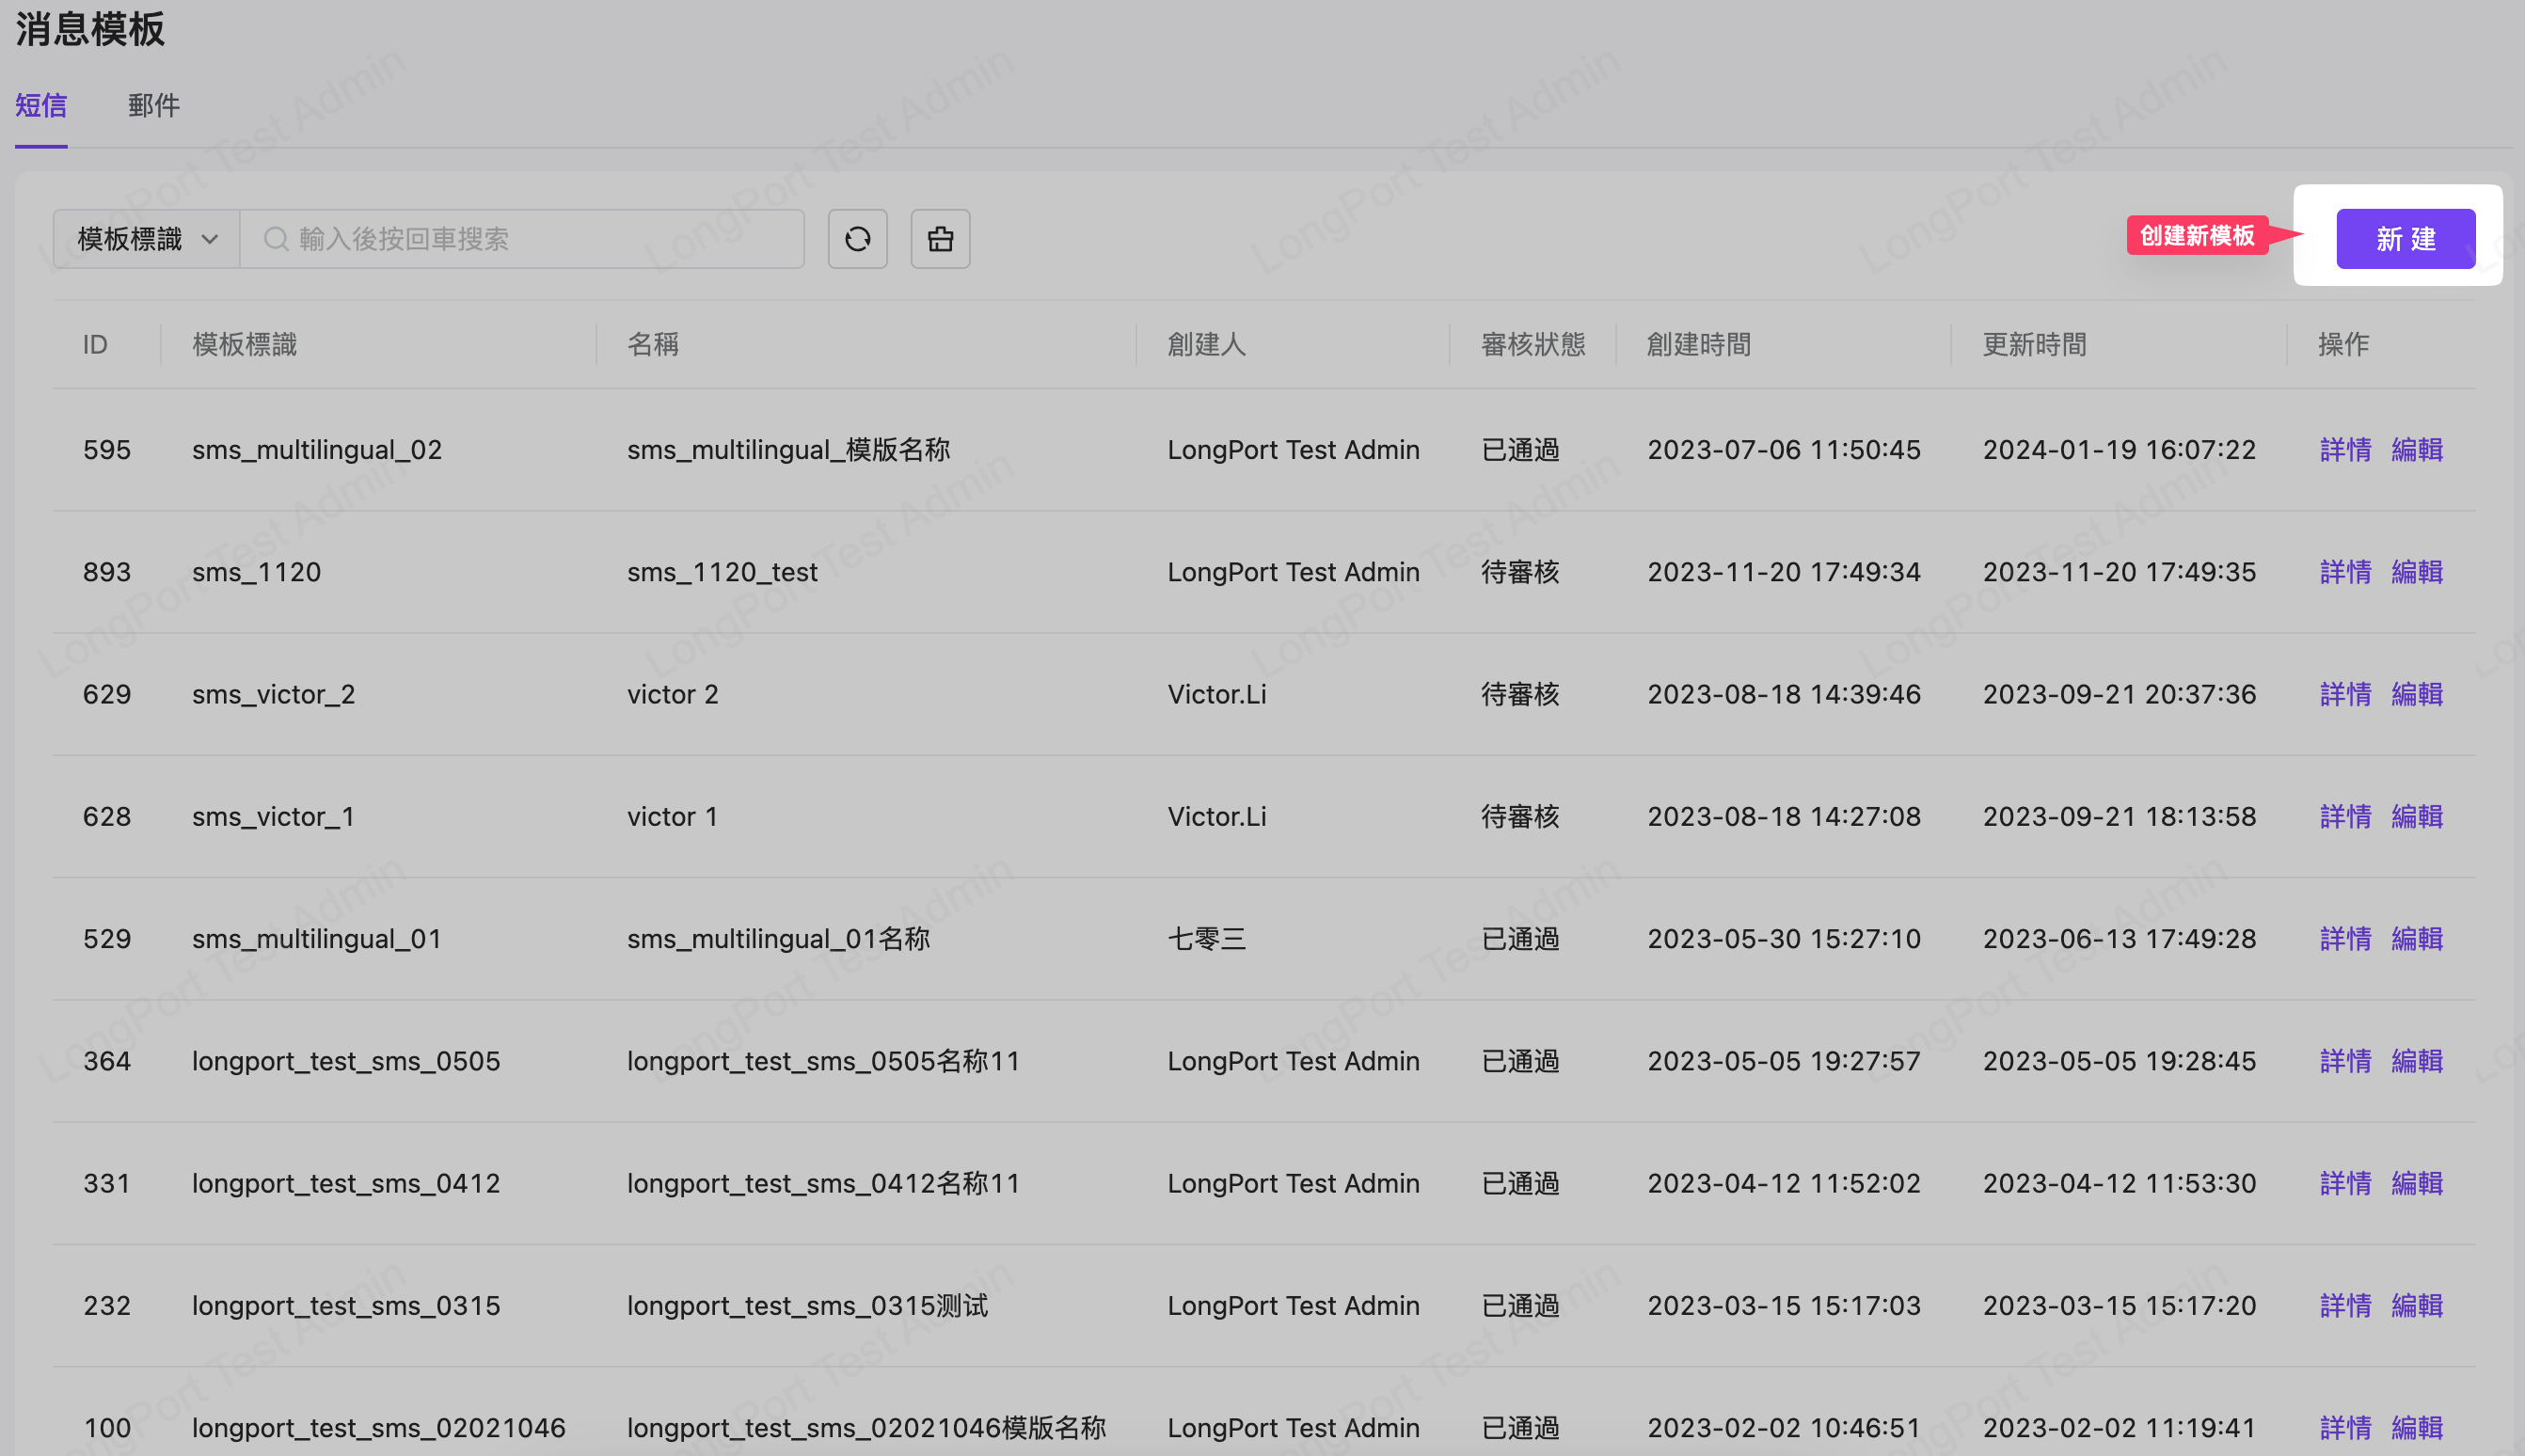 消息模板
短信 郵件
模板標識 輸入後按回車搜索 创建新模板 新 建
ID 模板標識 名稱 創建人 審核狀態 創建時間 更新時間 操作
595 sms_multilingual_02 sms_multilingual_模版名称 LongPort Test Admin 已通過 2023-07-06 11:50:45 2024-01-19 16:07:22 詳情 編輯
893 sms_1120 sms_1120_test LongPort Test Admin 待審核 2023-11-20 17:49:34 2023-11-20 17:49:35 詳情 編輯
629 sms_victor_2 victor 2 Victor.Li 待審核 2023-08-18 14:39:46 2023-09-21 20:37:36 詳情 編輯
628 sms_victor_1 victor 1 Victor.Li 待審核 2023-08-18 14:27:08 2023-09-21 18:13:58 詳情 編輯
529 sms_multilingual_01 sms_multilingual_01名称 七零三 已通過 2023-05-30 15:27:10 2023-06-13 17:49:28 詳情 編輯
364 longport_test_sms_0505 longport_test_sms_0505名称11 LongPort Test Admin 已通過 2023-05-05 19:27:57 2023-05-05 19:28:45 詳情 編輯
331 longport_test_sms_0412 longport_test_sms_0412名称11 LongPort Test Admin 已通過 2023-04-12 11:52:02 2023-04-12 11:53:30 詳情 編輯
232 longport_test_sms_0315 longport_test_sms_0315测试 LongPort Test Admin 已通過 2023-03-15 15:17:03 2023-03-15 15:17:20 詳情 編輯
100 longport_test_sms_02021046 longport_test_sms_02021046模版名称 LongPort Test Admin 已通過 2023-02-02 10:46:51 2023-02-02 11:19:41 詳情 編輯